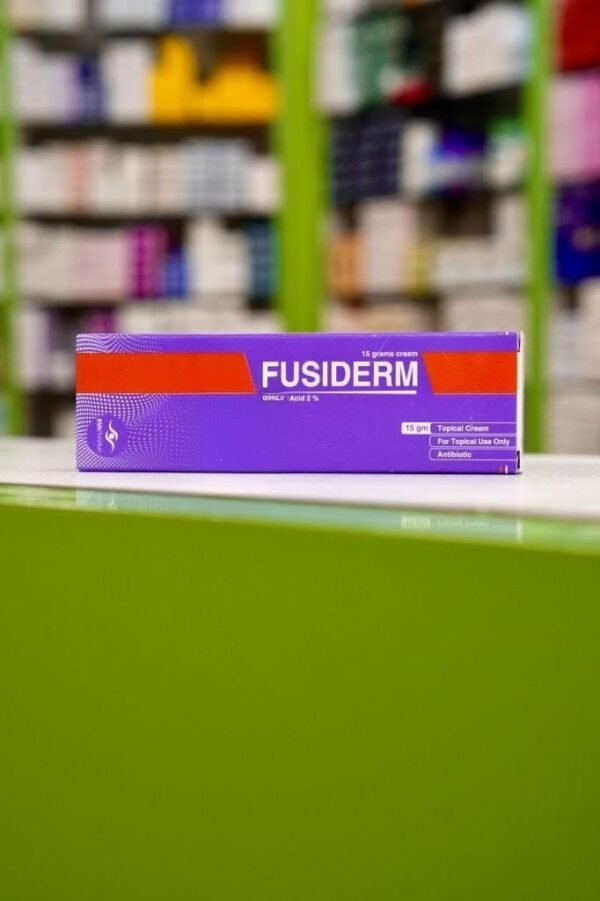 15 grams cream
FUSIDERM
Acid 2 %
15 gm
Topical Cream
For Topical Use Only
Antibiotic